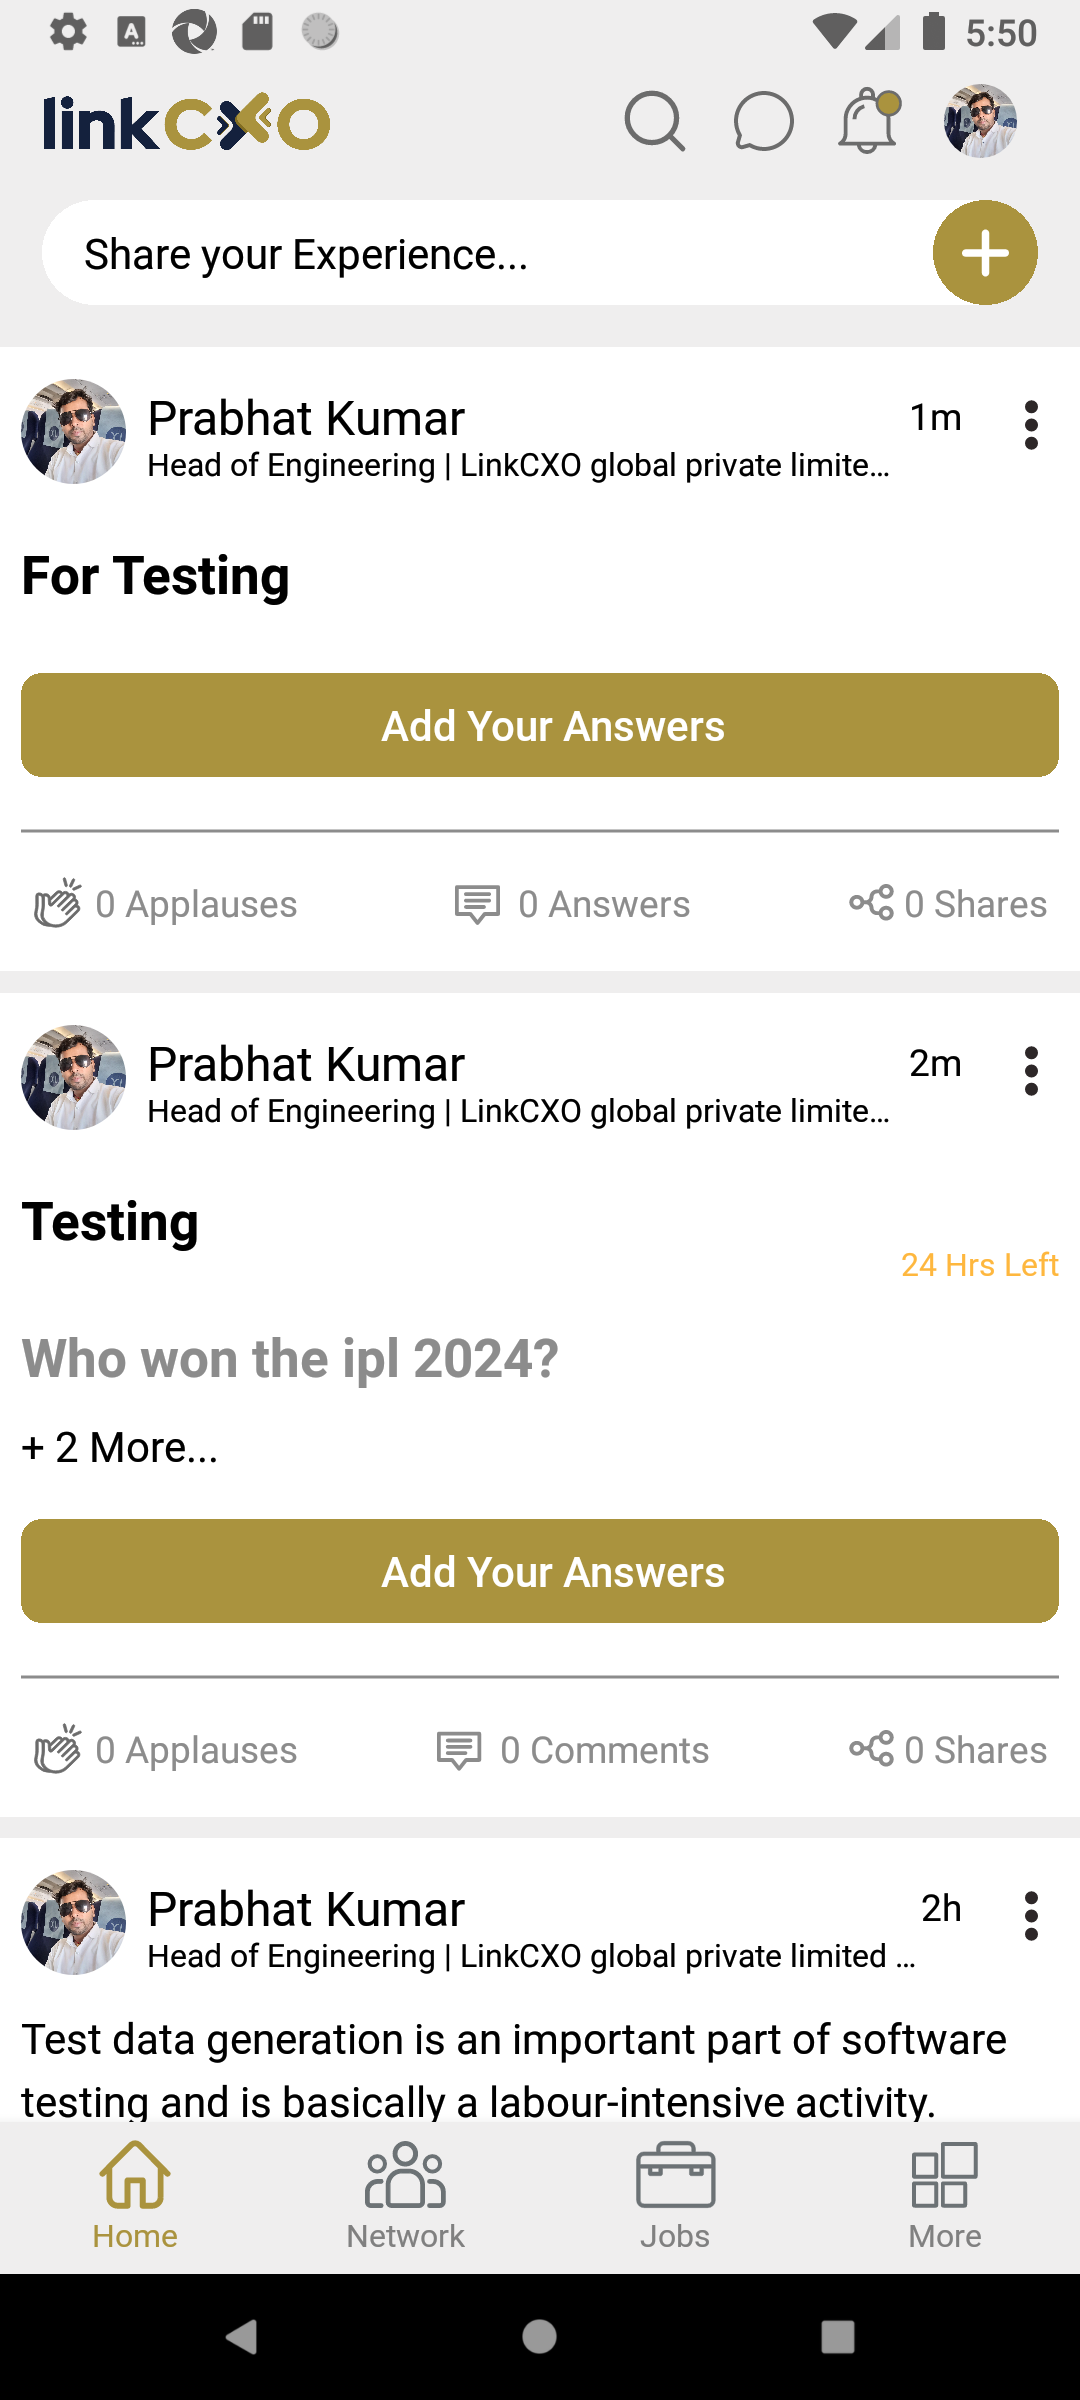 5:50
linkCXO
Share your Experience...
Prabhat Kumar
1m
Head of Engineering | LinkCXO global private limite...
For Testing
Add Your Answers
0 Applauses
0 Answers
0 Shares
Prabhat Kumar
2m
Head of Engineering | LinkCXO global private limite...
Testing
24 Hrs Left
Who won the ipl 2024?
+ 2 More...
Add Your Answers
0 Applauses
0 Comments
0 Shares
Prabhat Kumar
2h
Head of Engineering | LinkCXO global private limited ...
Test data generation is an important part of software
testing and is basically a labour-intensive activity.
Home
Network
Jobs
More